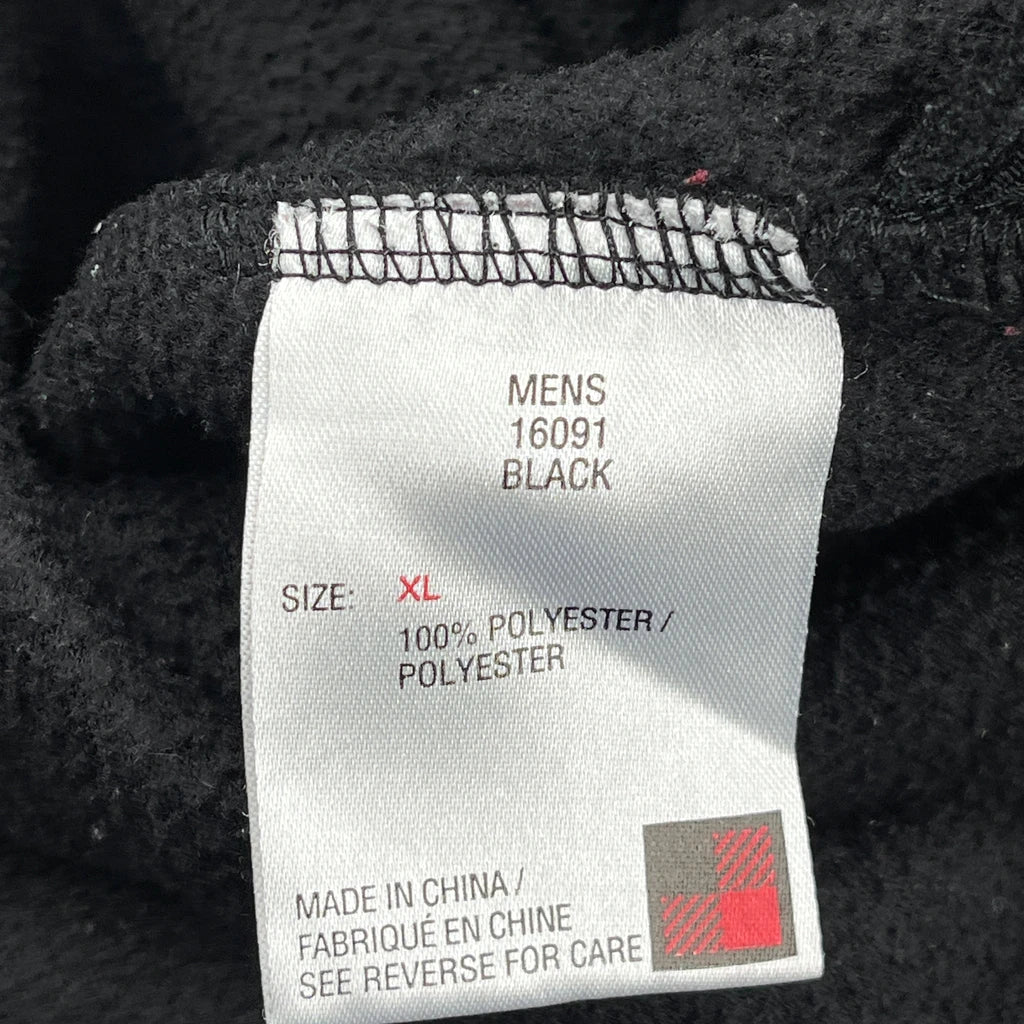 MENS
16091
BLACK
SIZE: XL
100% POLYESTER /
POLYESTER
MADE IN CHINA /
FABRIQUÉ EN CHINE
SEE REVERSE FOR CARE